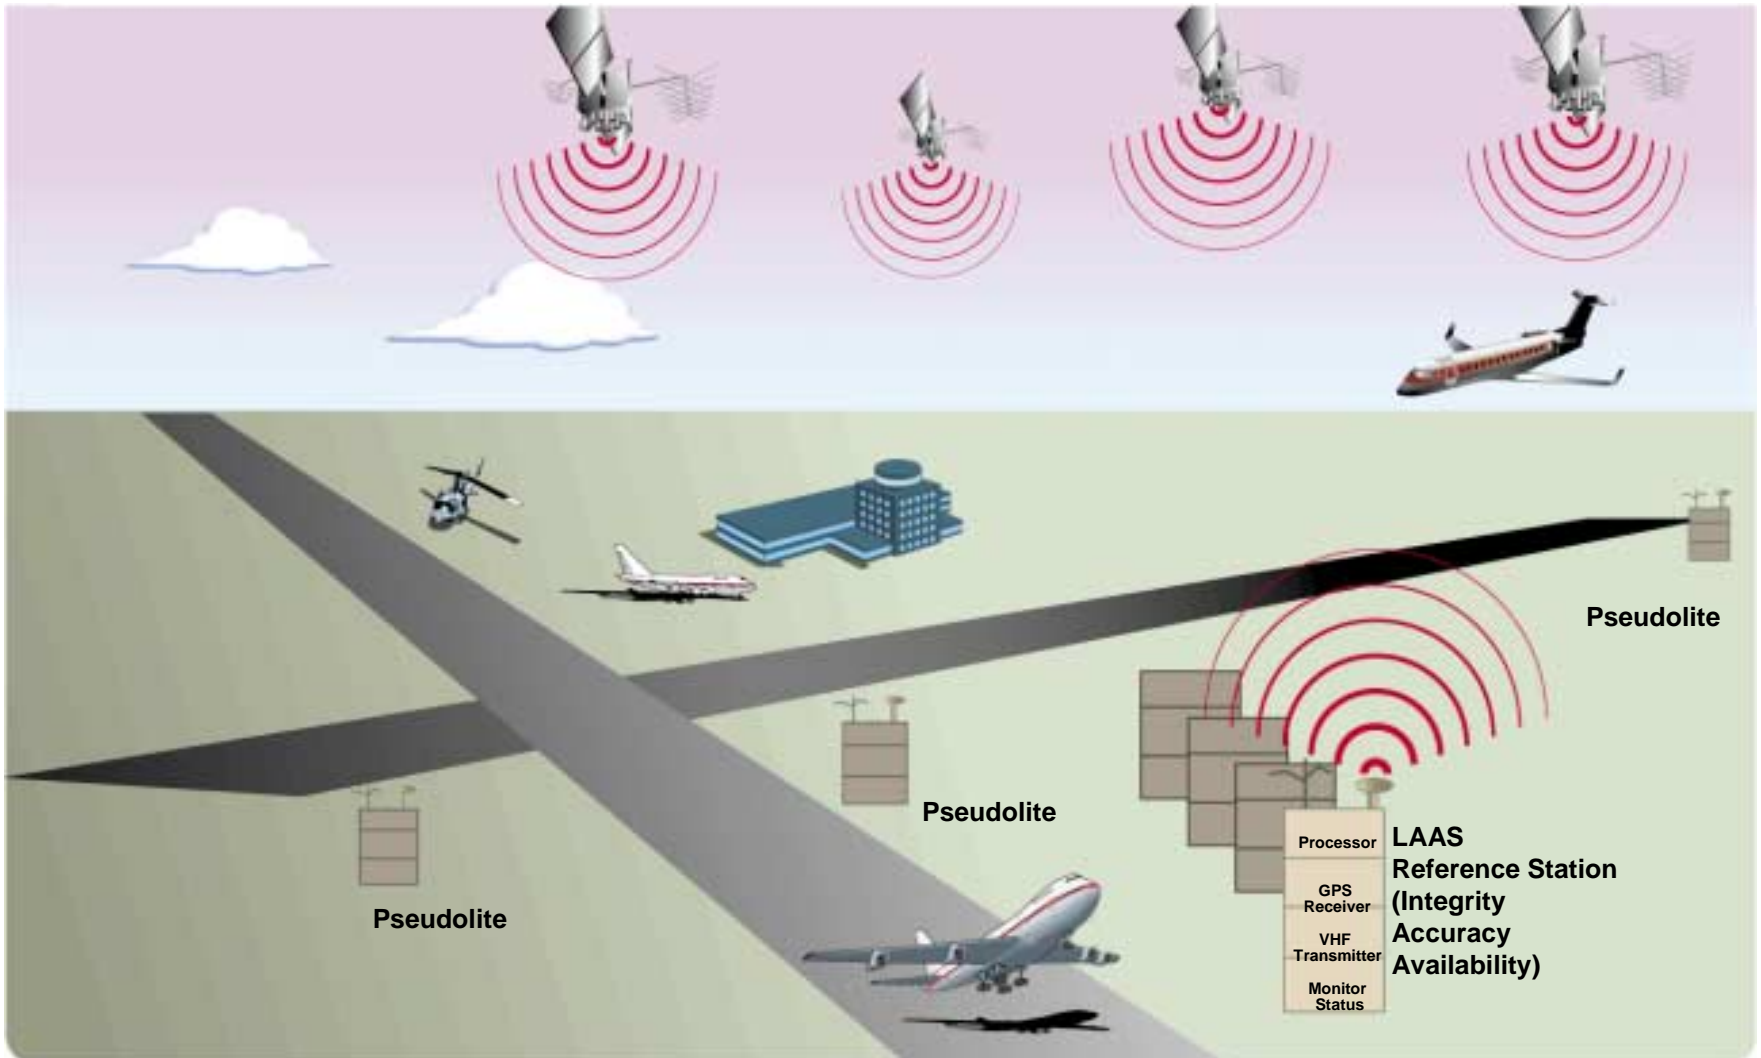 Pseudolite
Pseudolite
Pseudolite
Processor
GPS
Receiver
VHF
Transmitter
Monitor
Status
LAAS
Reference Station
(Integrity
Accuracy
Availability)